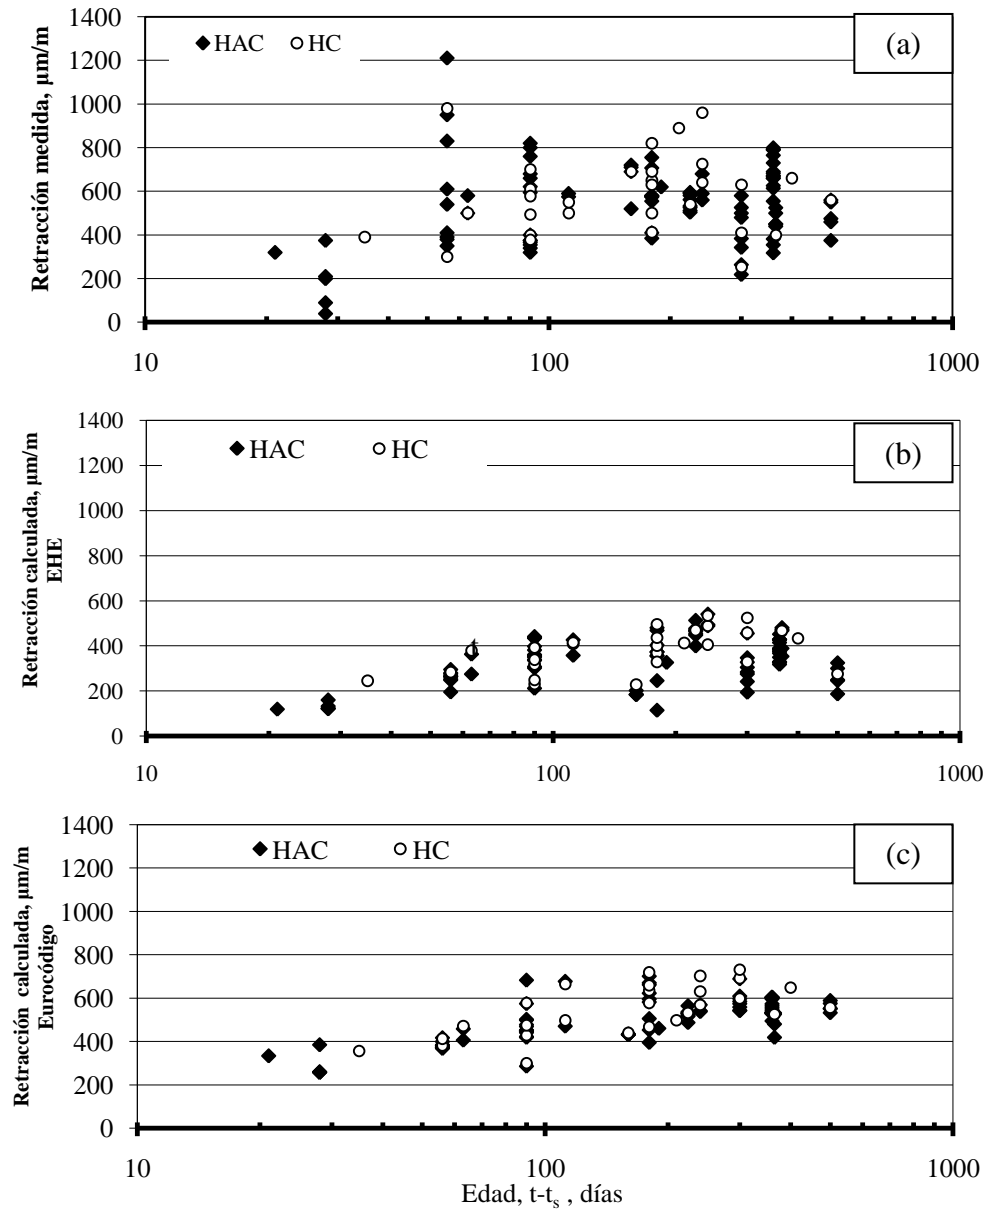 1400
1200
1000
800
600
400
200
0
Retracción medida, µm/m
HAC HC
(a)
10 100 1000
1400
1200
1000
800
600
400
200
0
Retracción calculada, µm/m
EHE
HAC HC
(b)
10 100 1000
1400
1200
1000
800
600
400
200
0
Retracción calculada, µm/m
Eurocódigo
HAC HC
(c)
10 100 1000
Edad, t-ts , días